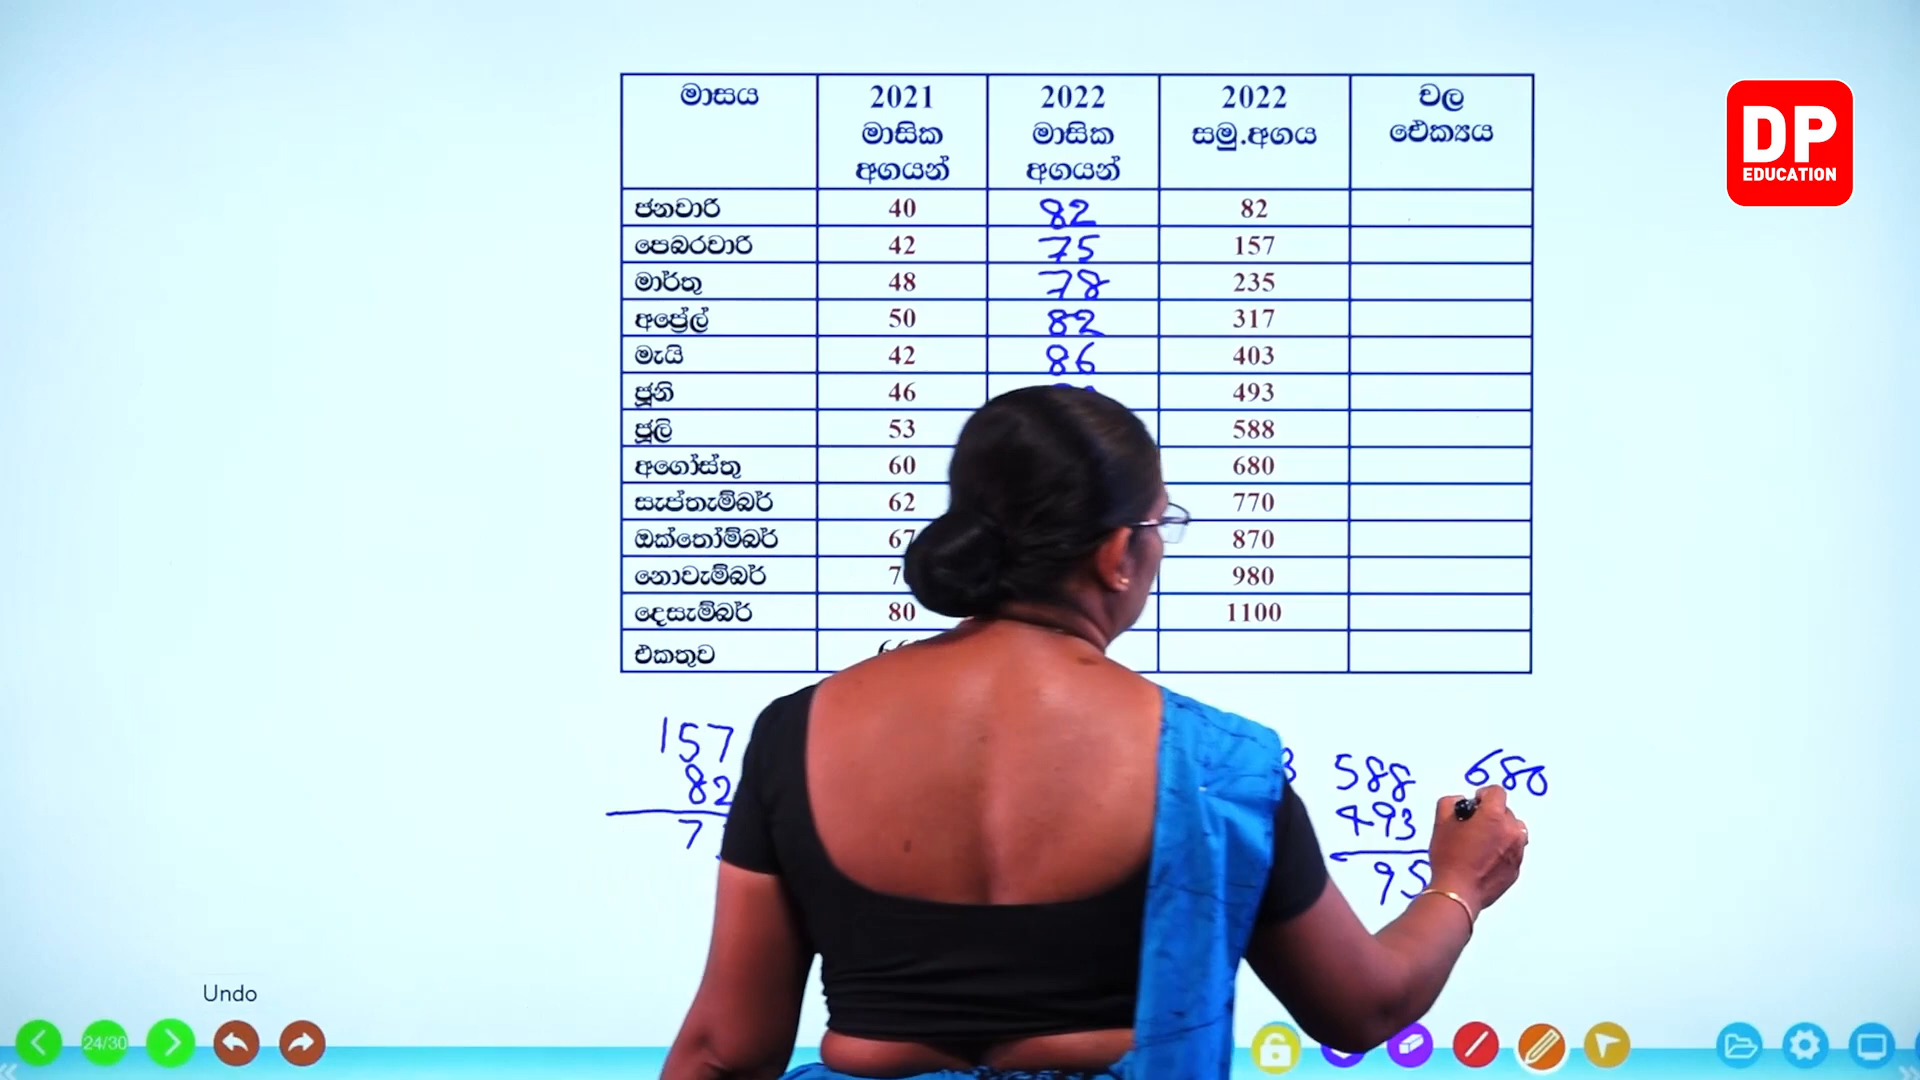 මාසය 2021 මාසික අගයන් 2022 මාසික අගයන් 2022 සමු.අගය චල ඓක්‍යය
ජනවාරි 40 82 82
පෙබරවාරි 42 75 157
මාර්තු 48 78 235
අප්‍රේල් 50 82 317
මැයි 42 86 403
ජූනි 46 493
ජූලි 53 588
අගෝස්තු 60 680
සැප්තැම්බර් 62 770
ඔක්තෝම්බර් 67 870
නොවැම්බර් 980
දෙසැම්බර් 80 1100
එකතුව
DP
EDUCATION
157
82
588
493
95
680
Undo
24/30